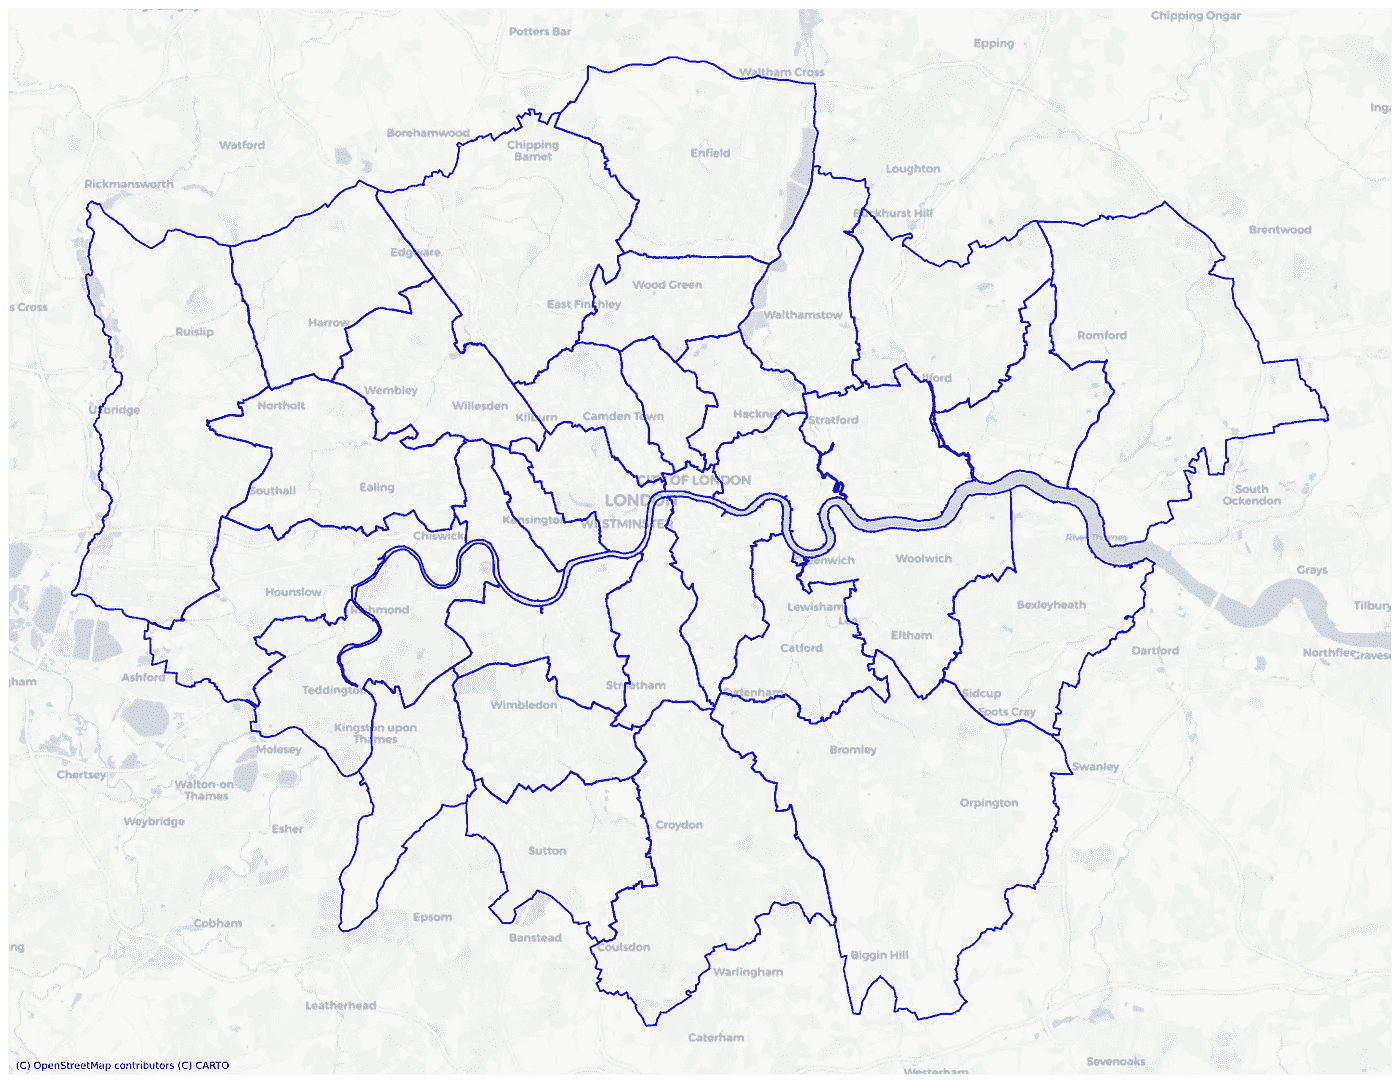 Chipping Ongar
Potters Bar
Epping
Waltham Cross
Borehamwood
Watford
Chipping
Barnet
Enfield
Loughton
Rickmansworth
Buckhurst Hill
Brentwood
Edgware
Wood Green
s Cross
East Finchley
Walthamstow
Harrow
Ruislip
Romford
Ilford
Wembley
Willesden
Northolt
Uxbridge
Kilburn
Camden Town
Hackney
Stratford
CITY OF LONDON
Southall
Ealing
LONDON
South
Ockendon
Kensington
WESTMINSTER
Chiswick
River Thames
Greenwich
Woolwich
Grays
Hounslow
Richmond
Lewisham
Bexleyheath
Tilbury
Eltham
Catford
Dartford
Northfleet
Gravese
Ashford
gham
Teddington
Streatham
Sydenham
Sidcup
Wimbledon
Foots Cray
Kingston upon
Thames
Molesey
Bromley
Chertsey
Swanley
Walton-on
Thames
Orpington
Weybridge
Esher
Croydon
Sutton
Cobham
Epsom
Banstead
Coulsdon
ng
Biggin Hill
Warlingham
Leatherhead
Caterham
Sevenoaks
Westerham
(C) OpenStreetMap contributors (C) CARTO